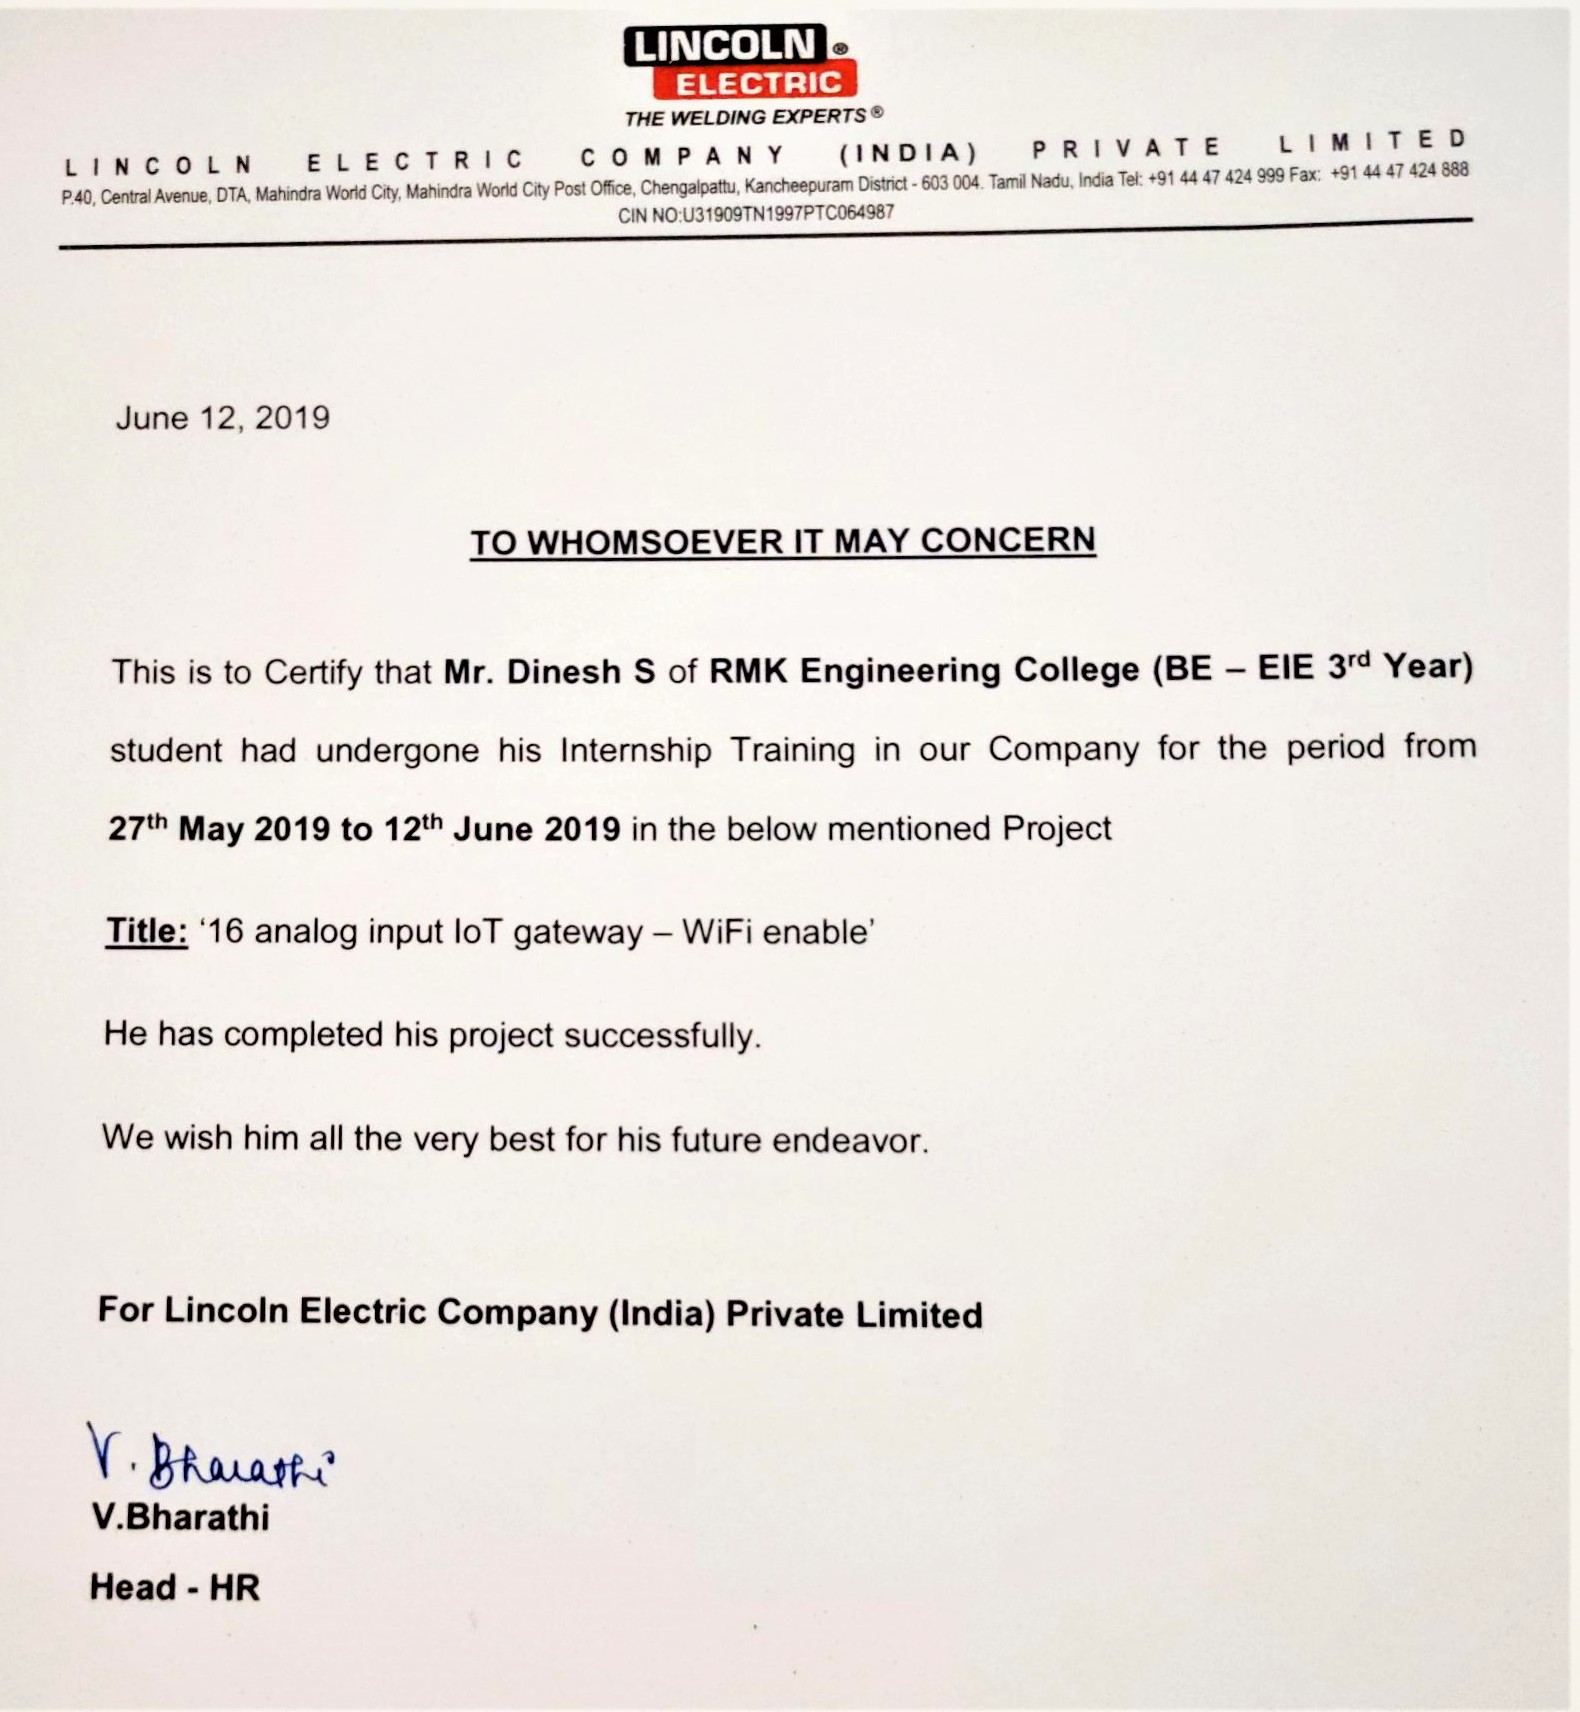 LINCOLN ®
ELECTRIC
THE WELDING EXPERTS®
LINCOLN ELECTRIC COMPANY (INDIA) PRIVATE LIMITED
P.40, Central Avenue, DTA, Mahindra World City, Mahindra World City Post Office, Chengalpattu, Kancheepuram District - 603 004. Tamil Nadu, India Tel: +91 44 47 424 999 Fax: +91 44 47 424 888
CIN NO:U31909TN1997PTC064987
June 12, 2019
TO WHOMSOEVER IT MAY CONCERN
This is to Certify that Mr. Dinesh S of RMK Engineering College (BE – EIE 3rd Year)
student had undergone his Internship Training in our Company for the period from
27th May 2019 to 12th June 2019 in the below mentioned Project
Title: ‘16 analog input IoT gateway – WiFi enable’
He has completed his project successfully.
We wish him all the very best for his future endeavor.
For Lincoln Electric Company (India) Private Limited
V. Bharathi
V.Bharathi
Head - HR